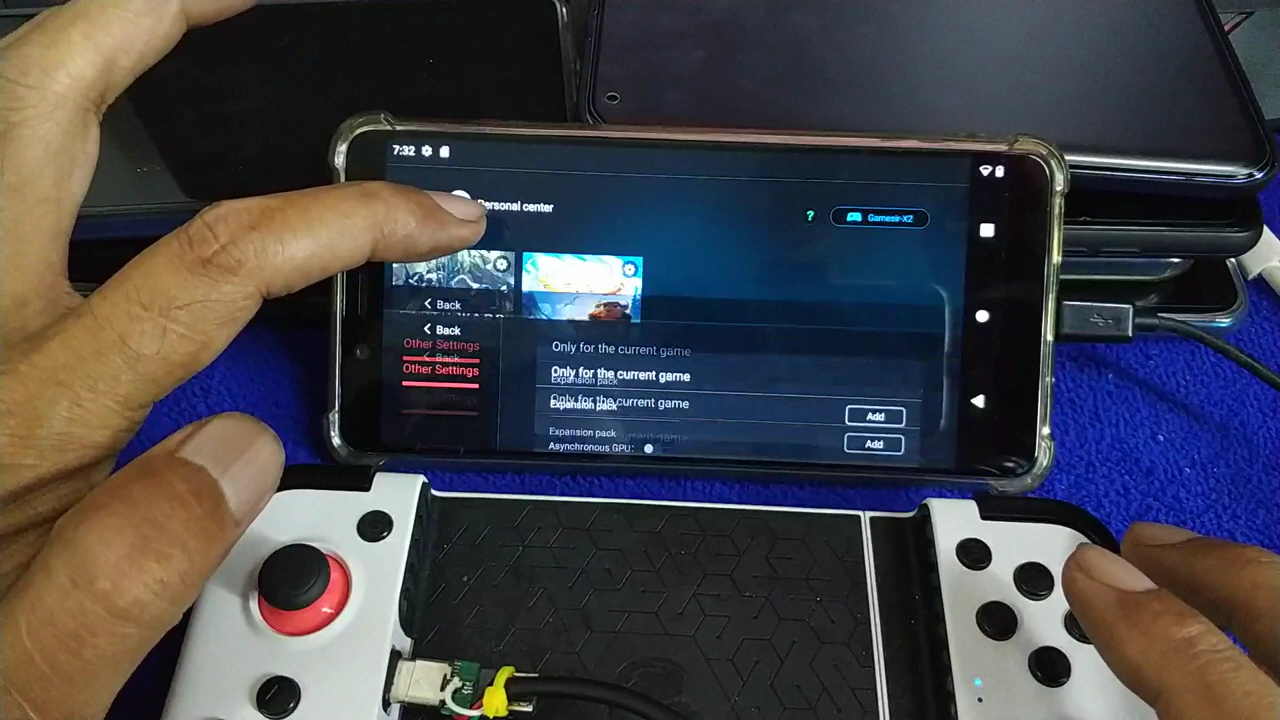 7:32
Personal center
? Gamesir-X2
Back
Back
Other Settings
Back
Other Settings
Only for the current game
Only for the current game
Expansion pack
Only for the current game
Expansion pack
Add
Expansion pack
Add
Asynchronous GPU: